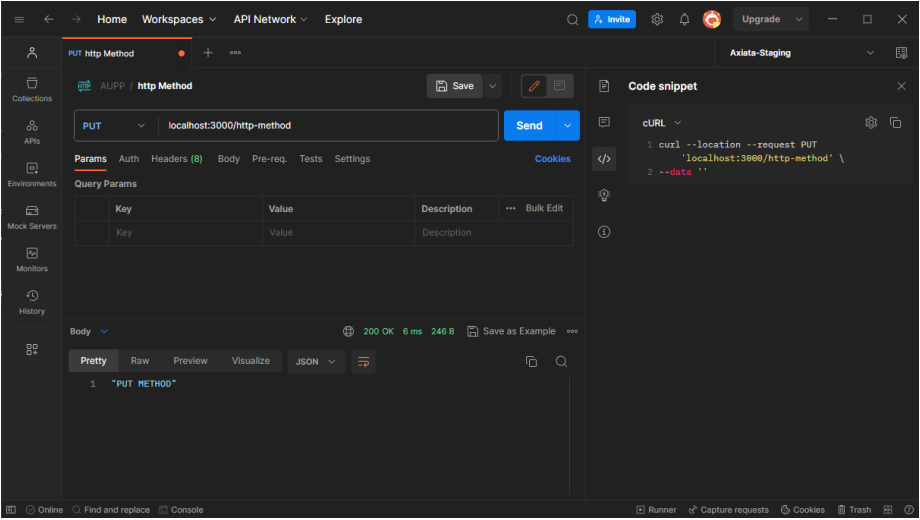 Home Workspaces API Network Explore Invite Upgrade
PUT http Method Axiata-Staging
HTTP AUPP / http Method Save
Code snippet
PUT localhost:3000/http-method Send
cURL
Params Auth Headers (8) Body Pre-req. Tests Settings Cookies
1 curl --location --request PUT
'localhost:3000/http-method' \
2 --data ''
Query Params
Key Value Description Bulk Edit
Key Value Description
Collections
APIs
Environments
Mock Servers
Monitors
History
Body 200 OK 6 ms 246 B Save as Example
Pretty Raw Preview Visualize JSON
1 "PUT METHOD"
Online Find and replace Console Runner Capture requests Cookies Trash